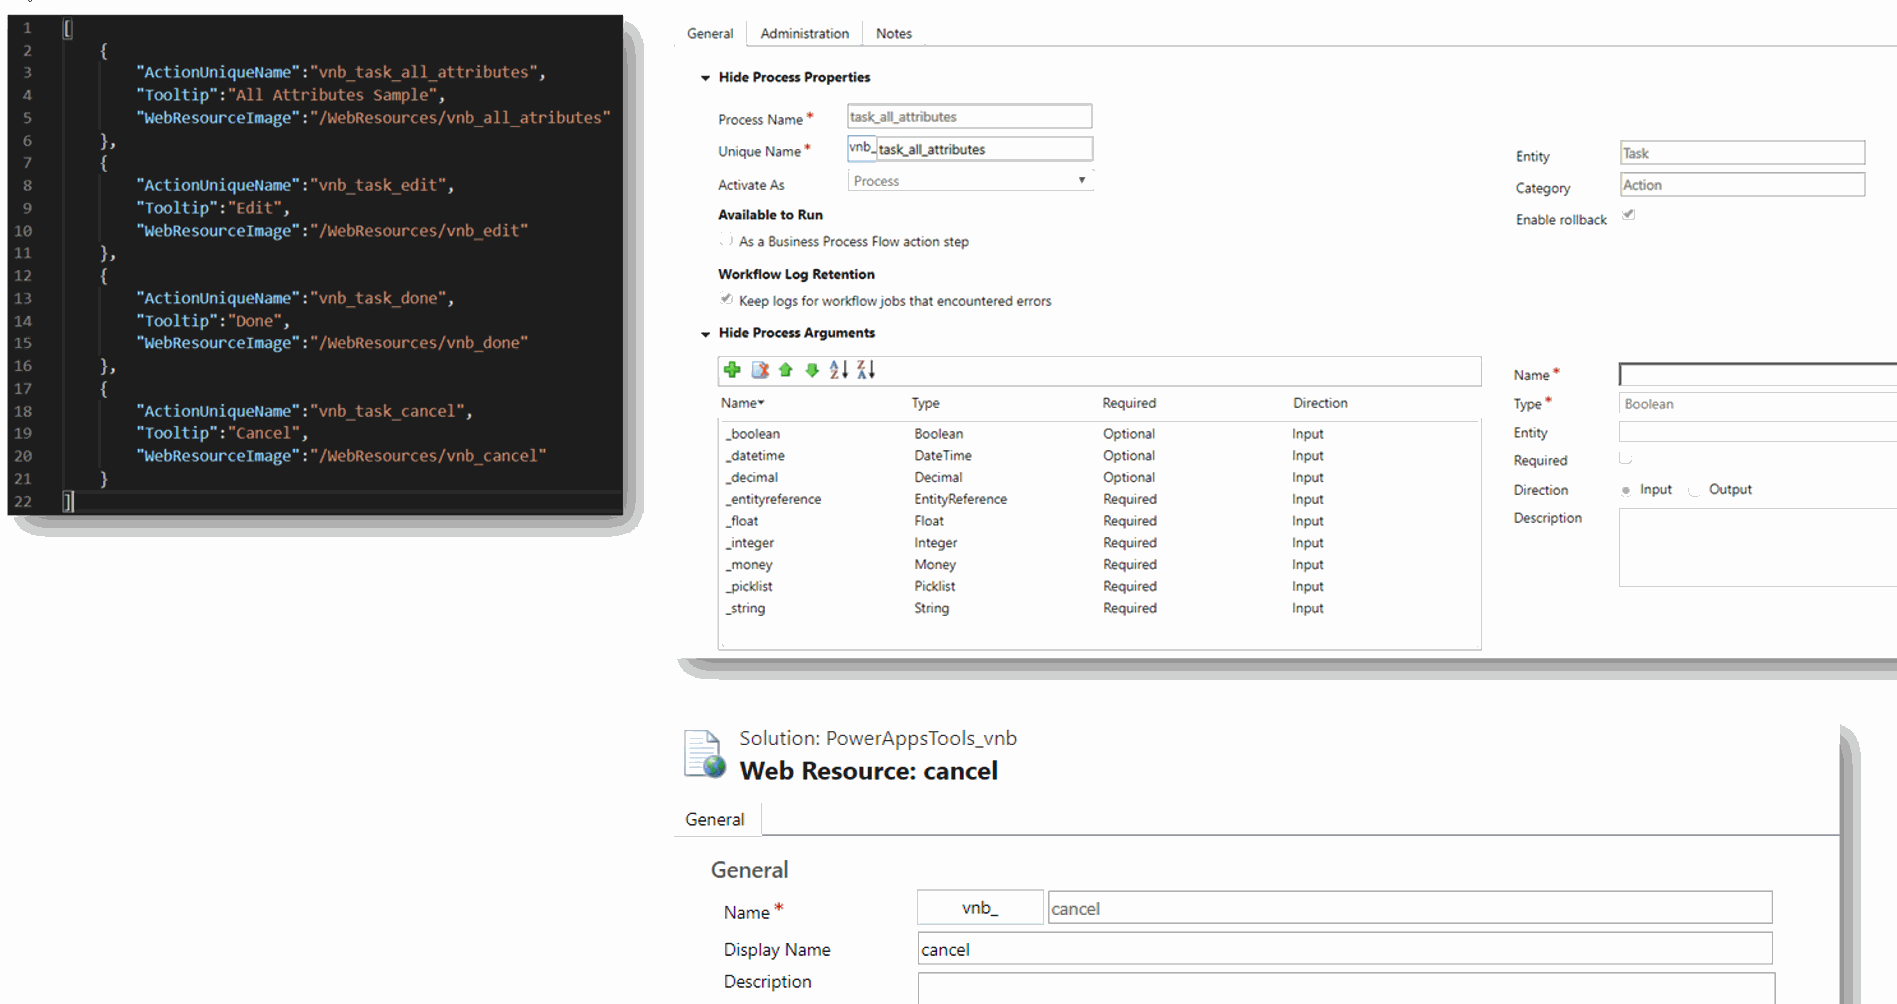 1 [
2 {
3 "ActionUniqueName":"vnb_task_all_attributes",
4 "Tooltip":"All Attributes Sample",
5 "WebResourceImage":"/WebResources/vnb_all_atributes"
6 },
7 {
8 "ActionUniqueName":"vnb_task_edit",
9 "Tooltip":"Edit",
10 "WebResourceImage":"/WebResources/vnb_edit"
11 },
12 {
13 "ActionUniqueName":"vnb_task_done",
14 "Tooltip":"Done",
15 "WebResourceImage":"/WebResources/vnb_done"
16 },
17 {
18 "ActionUniqueName":"vnb_task_cancel",
19 "Tooltip":"Cancel",
20 "WebResourceImage":"/WebResources/vnb_cancel"
21 }
22 ]
General Administration Notes
Hide Process Properties
Process Name * task_all_attributes
Unique Name * vnb_ task_all_attributes
Activate As Process
Available to Run
As a Business Process Flow action step
Workflow Log Retention
Keep logs for workflow jobs that encountered errors
Entity Task
Category Action
Enable rollback
Hide Process Arguments
A Z Z A
Name Type Required Direction
_boolean Boolean Optional Input
_datetime DateTime Optional Input
_decimal Decimal Optional Input
_entityreference EntityReference Required Input
_float Float Required Input
_integer Integer Required Input
_money Money Required Input
_picklist Picklist Required Input
_string String Required Input
Name *
Type * Boolean
Entity
Required
Direction Input Output
Description
Solution: PowerAppsTools_vnb
Web Resource: cancel
General
General
Name * vnb_ cancel
Display Name cancel
Description